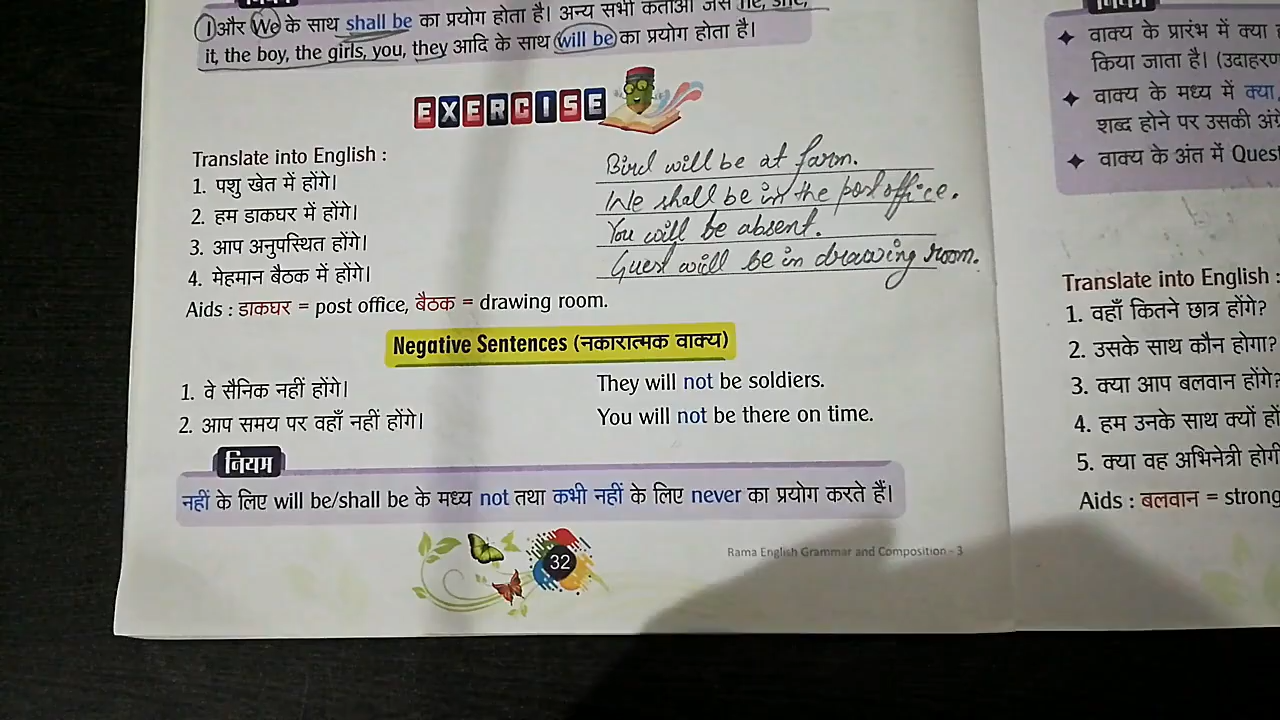 I और We के साथ shall be का प्रयोग होता है। अन्य सभी कर्ताओं जैसे he, she,
it, the boy, the girls, you, they आदि के साथ will be का प्रयोग होता है।
EXERCISE
Translate into English :
1. पशु खेत में होंगे। Bird will be at farm.
2. हम डाकघर में होंगे। We shall be in the post office.
3. आप अनुपस्थित होंगे। You will be absent.
4. मेहमान बैठक में होंगे। Guest will be in drawing room.
Aids : डाकघर = post office, बैठक = drawing room.
Negative Sentences (नकारात्मक वाक्य)
1. वे सैनिक नहीं होंगे। They will not be soldiers.
2. आप समय पर वहाँ नहीं होंगे। You will not be there on time.
नियम
नहीं के लिए will be/shall be के मध्य not तथा कभी नहीं के लिए never का प्रयोग करते हैं।
32
Rama English Grammar and Composition - 3
वाक्य के प्रारंभ में क्या
किया जाता है। (उदाहरण
वाक्य के मध्य में क्या,
शब्द होने पर उसकी अंग्रे
वाक्य के अंत में Quest
Translate into English :
1. वहाँ कितने छात्र होंगे?
2. उसके साथ कौन होगा?
3. क्या आप बलवान होंगे?
4. हम उनके साथ क्यों हों
5. क्या वह अभिनेत्री होगी
Aids : बलवान = strong